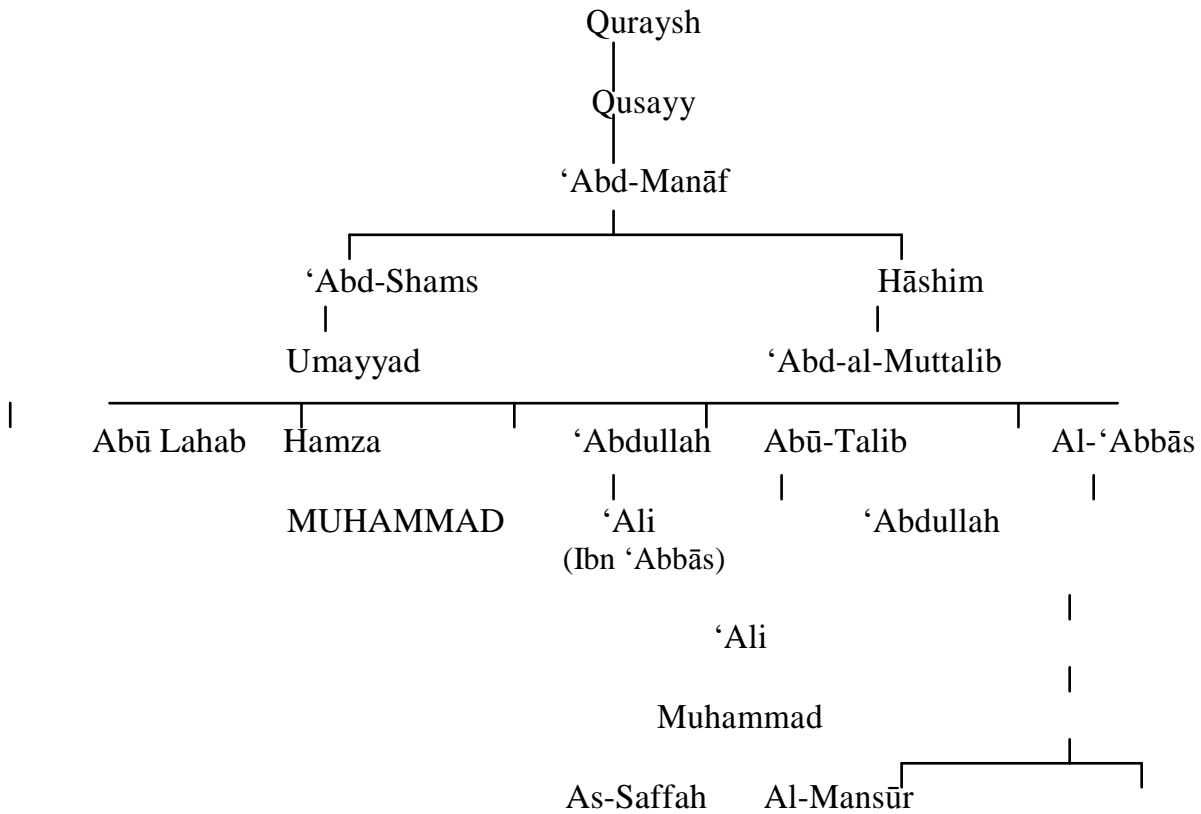 Quraysh
Qusayy
‘Abd-Manāf
‘Abd-Shams Hāshim
Umayyad ‘Abd-al-Muttalib
Abū Lahab Hamza ‘Abdullah Abū-Talib Al-‘Abbās
MUHAMMAD ‘Ali ‘Abdullah
(Ibn ‘Abbās)
‘Ali
Muhammad
As-Saffah Al-Mansūr